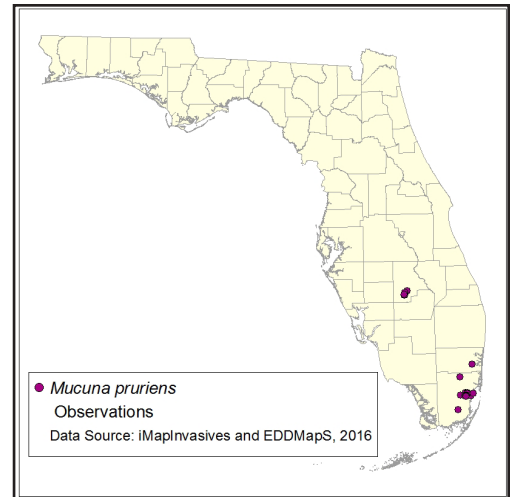 Mucuna pruriens
Observations
Data Source: iMapInvasives and EDDMapS, 2016